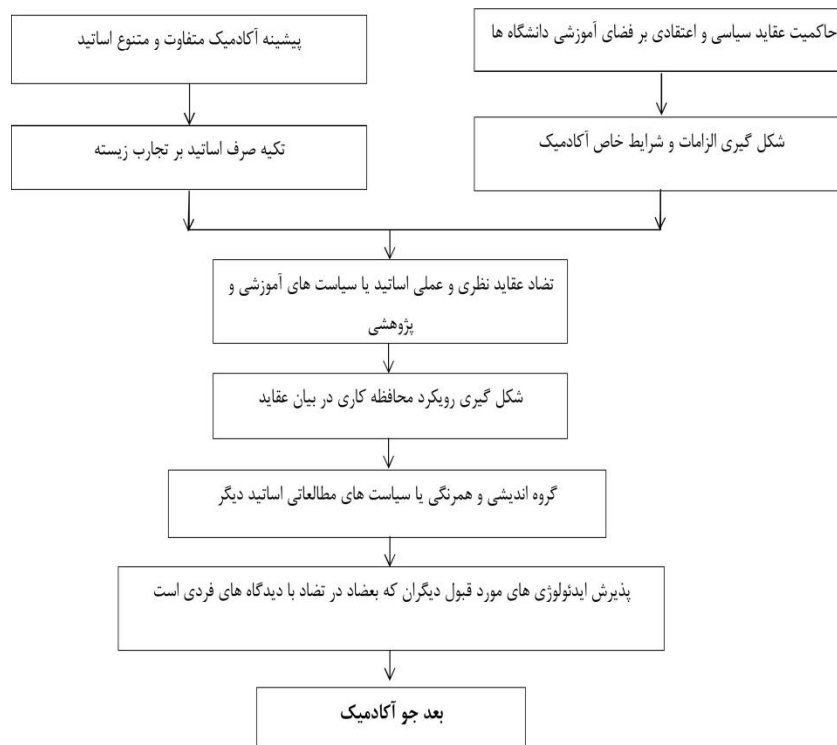 حاکمیت عقاید سیاسی و اعتقادی بر فضای آموزشی دانشگاه ها
پیشینه آکادمیک متفاوت و متنوع اساتید
شکل گیری الزامات و شرایط خاص آکادمیک
تکیه صرف اساتید بر تجارب زیسته
تضاد عقاید نظری و عملی اساتید یا سیاست های آموزشی و
پژوهشی
شکل گیری رویکرد محافظه کاری در بیان عقاید
گروه اندیشی و همرنگی یا سیاست های مطالعاتی اساتید دیگر
پذیرش ایدئولوژی های مورد قبول دیگران که بعضاد در تضاد با دیدگاه های فردی است
بعد جو آکادمیک